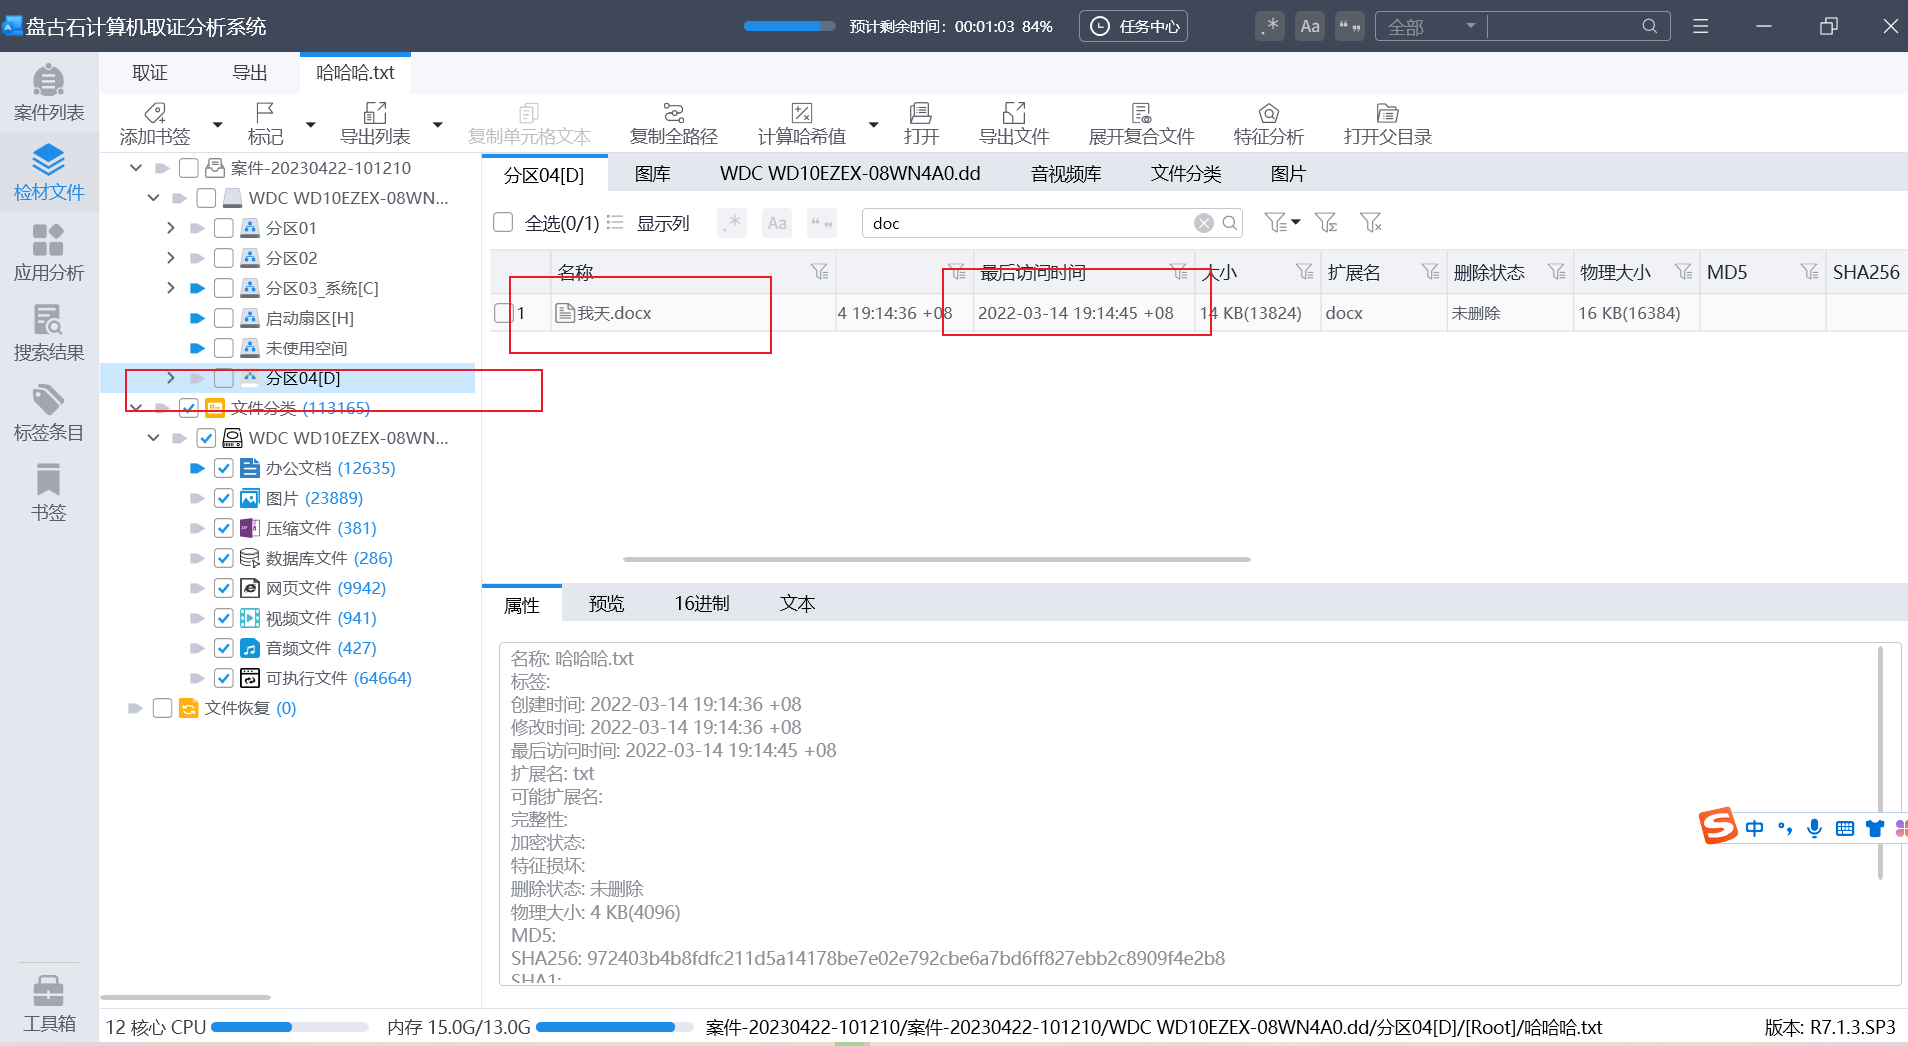 盘古石计算机取证分析系统
预计剩余时间: 00:01:03 84%
任务中心
.* Aa “ „ 全部
取证 导出 哈哈哈.txt
添加书签 标记 导出列表 复制单元格文本 复制全路径 计算哈希值 打开 导出文件 展开复合文件 特征分析 打开父目录
案件列表
检材文件
应用分析
搜索结果
标签条目
书签
工具箱
案件-20230422-101210
WDC WD10EZEX-08WN...
分区01
分区02
分区03_系统[C]
启动扇区[H]
未使用空间
分区04[D]
文件分类 (113165)
WDC WD10EZEX-08WN...
办公文档 (12635)
图片 (23889)
压缩文件 (381)
数据库文件 (286)
网页文件 (9942)
视频文件 (941)
音频文件 (427)
可执行文件 (64664)
文件恢复 (0)
分区04[D] 图库 WDC WD10EZEX-08WN4A0.dd 音视频库 文件分类 图片
全选(0/1) 显示列 .* Aa “ „ doc
名称 最后访问时间 大小 扩展名 删除状态 物理大小 MD5 SHA256
1 我天.docx 4 19:14:36 +08 2022-03-14 19:14:45 +08 14 KB(13824) docx 未删除 16 KB(16384)
属性 预览 16进制 文本
名称: 哈哈哈.txt
标签:
创建时间: 2022-03-14 19:14:36 +08
修改时间: 2022-03-14 19:14:36 +08
最后访问时间: 2022-03-14 19:14:45 +08
扩展名: txt
可能扩展名:
完整性:
加密状态:
特征损坏:
删除状态: 未删除
物理大小: 4 KB(4096)
MD5:
SHA256: 972403b4b8fdfc211d5a14178be7e02e792cbe6a7bd6ff827ebb2c8909f4e2b8
SHA1:
S 中
12 核心 CPU 内存 15.0G/13.0G 案件-20230422-101210/案件-20230422-101210/WDC WD10EZEX-08WN4A0.dd/分区04[D]/[Root]/哈哈哈.txt 版本: R7.1.3.SP3